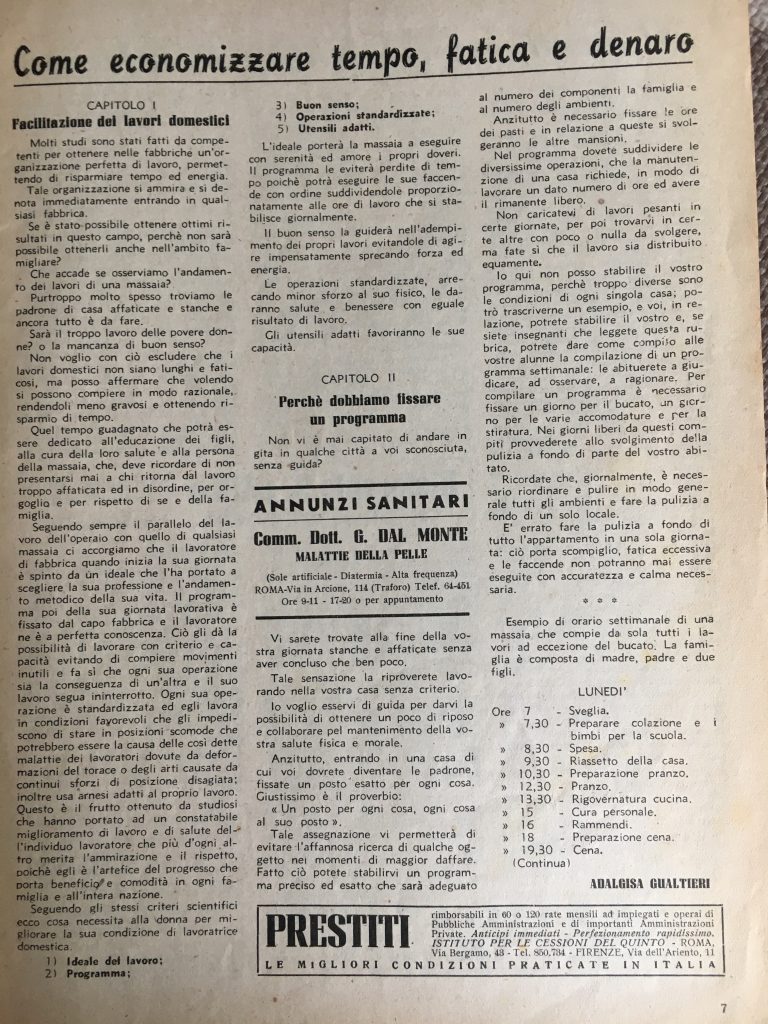 Come economizzare tempo, fatica e denaro
CAPITOLO I
Facilitazione dei lavori domestici
Molti studi sono stati fatti da compe-
tenti per ottenere nelle fabbriche un'or-
ganizzazione perfetta di lavoro, permet-
tendo di risparmiare tempo ed energia.
Tale organizzazione si ammira e si de-
nota immediatamente entrando in qual-
siasi fabbrica.
Se è stato possibile ottenere ottimi ri-
sultati in questo campo, perchè non sarà
possibile ottenerli anche nell'ambito fa-
migliare?
Che accade se osserviamo l'andamen-
to dei lavori di una massaia?
Purtroppo molto spesso troviamo le
padrone di casa affaticate e stanche e
ancora tutto è da fare.
Sarà il troppo lavoro delle povere don-
ne? o la mancanza di buon senso?
Non voglio con ciò escludere che i
lavori domestici non siano lunghi e fati-
cosi, ma posso affermare che volendo
si possono compiere in modo razionale,
rendendoli meno gravosi e ottenendo ri-
sparmio di tempo.
Quel tempo guadagnato che potrà es-
sere dedicato all'educazione dei figli,
alla cura della loro salute e alla persona
della massaia, che, deve ricordare di non
presentarsi mai a chi ritorna dal lavoro
troppo affaticata ed in disordine, per or-
goglio e per rispetto di se e della fa-
miglia.
Seguendo sempre il parallelo del la-
voro dell'operaio con quello di qualsiasi
massaia ci accorgiamo che il lavoratore
di fabbrica quando inizia la sua giornata
è spinto da un ideale che l'ha portato a
scegliere la sua professione e l'andamen-
to metodico della sua vita. Il program-
ma poi della sua giornata lavorativa è
fissato dal capo fabbrica e il lavoratore
ne è a perfetta conoscenza. Ciò gli dà la
possibilità di lavorare con criterio e ca-
pacità evitando di compiere movimenti
inutili e fa sì che ogni sua operazione
sia la conseguenza di un'altra e il suo
lavoro segua ininterrotto. Ogni sua ope-
razione è standardizzata ed egli lavora
in condizioni favorevoli che gli impedi-
scono di stare in posizioni scomode che
potrebbero essere la causa delle così dette
malattie dei lavoratori dovute da defor-
mazioni del torace o degli arti causate da
continui sforzi di posizione disagiata;
inoltre usa arnesi adatti al proprio lavoro.
Questo è il frutto ottenuto da studiosi
che hanno portato ad un constatabile
miglioramento di lavoro e di salute del-
l'individuo lavoratore che più d'ogni al-
tro merita l'ammirazione e il rispetto,
poichè egli è l'artefice del progresso che
porta beneficio e comodità in ogni fa-
miglia e all'intera nazione.
Seguendo gli stessi criteri scientifici
ecco cosa necessita alla donna per mi-
gliorare la sua condizione di lavoratrice
domestica.
1) Ideale del lavoro;
2) Programma;
3) Buon senso;
4) Operazioni standardizzate;
5) Utensili adatti.
L'ideale porterà la massaia a eseguire
con serenità ed amore i propri doveri.
Il programma le eviterà perdite di tem-
po poichè potrà eseguire le sue faccen-
de con ordine suddividendole proporzio-
natamente alle ore di lavoro che si sta-
bilisce giornalmente.
Il buon senso la guiderà nell'adempi-
mento dei propri lavori evitandole di agi-
re impensatamente sprecando forza ed
energia.
Le operazioni standardizzate, arre-
cando minor sforzo al suo fisico, le da-
ranno salute e benessere con eguale
risultato di lavoro.
Gli utensili adatti favoriranno le sue
capacità.
CAPITOLO II
Perchè dobbiamo fissare
un programma
Non vi è mai capitato di andare in
gita in qualche città a voi sconosciuta,
senza guida?
ANNUNZI SANITARI
Comm. Dott. G. DAL MONTE
MALATTIE DELLA PELLE
(Sole artificiale - Diatermia - Alta frequenza)
ROMA-Via in Arcione, 114 (Traforo) Telef. 64-451
Ore 9-11 - 17-20 o per appuntamento
Vi sarete trovate alla fine della vo-
stra giornata stanche e affaticate senza
aver concluso che ben poco.
Tale sensazione la riproverete lavo-
rando nella vostra casa senza criterio.
Io voglio esservi di guida per darvi la
possibilità di ottenere un poco di riposo
e collaborare pel mantenimento della vo-
stra salute fisica e morale.
Anzitutto, entrando in una casa di
cui voi dovrete diventare le padrone,
fissate un posto esatto per ogni cosa.
Giustissimo è il proverbio:
« Un posto per ogni cosa, ogni cosa
al suo posto ».
Tale assegnazione vi permetterà di
evitare l'affannosa ricerca di qualche og-
getto nei momenti di maggior daffare.
Fatto ciò potete stabilirvi un program-
ma preciso ed esatto che sarà adeguato
al numero dei componenti la famiglia e
al numero degli ambienti.
Anzitutto è necessario fissare le ore
dei pasti e in relazione a queste si svol-
geranno le altre mansioni.
Nel programma dovete suddividere le
diversissime operazioni, che la manuten-
zione di una casa richiede, in modo di
lavorare un dato numero di ore ed avere
il rimanente libero.
Non caricatevi di lavori pesanti in
certe giornate, per poi trovarvi in cer-
te altre con poco o nulla da svolgere,
ma fate sì che il lavoro sia distribuito
equamente.
Io qui non posso stabilire il vostro
programma, perchè troppo diverse sono
le condizioni di ogni singola casa; po-
trò trascriverne un esempio, e voi, in re-
lazione, potrete stabilire il vostro e, se
siete insegnanti che leggete questa ru-
brica, potrete dare come compito alle
vostre alunne la compilazione di un pro-
gramma settimanale: le abituerete a giu-
dicare, ad osservare, a ragionare. Per
compilare un programma è necessario
fissare un giorno per il bucato, un gior-
no per le varie accomodature e per la
stiratura. Nei giorni liberi da questi com-
piti provvederete allo svolgimento della
pulizia a fondo di parte del vostro abi-
tato.
Ricordate che, giornalmente, è neces-
sario riordinare e pulire in modo gene-
rale tutti gli ambienti e fare la pulizia a
fondo di un solo locale.
E' errato fare la pulizia a fondo di
tutto l'appartamento in una sola giorna-
ta: ciò porta scompiglio, fatica eccessiva
e le faccende non potranno mai essere
eseguite con accuratezza e calma neces-
saria.
* * *
Esempio di orario settimanale di una
massaia che compie da sola tutti i la-
vori ad eccezione del bucato. La fami-
glia è composta di madre, padre e due
figli.
LUNEDI'
Ore 7 - Sveglia.
» 7,30 - Preparare colazione e i
bimbi per la scuola.
» 8,30 - Spesa.
» 9,30 - Riassetto della casa.
» 10,30 - Preparazione pranzo.
» 12,30 - Pranzo.
» 13,30 - Rigovernatura cucina.
» 15 - Cura personale.
» 16 - Rammendi.
» 18 - Preparazione cena.
» 19,30 - Cena.
(Continua)
ADALGISA GUALTIERI
PRESTITI
rimborsabili in 60 o 120 rate mensili ad impiegati e operai di
Pubbliche Amministrazioni e di importanti Amministrazioni
Private. Anticipi immediati - Perfezionamento rapidissimo.
ISTITUTO PER LE CESSIONI DEL QUINTO - ROMA,
Via Bergamo, 43 - Tel. 850.784 - FIRENZE, Via dell'Ariento, 11
LE MIGLIORI CONDIZIONI PRATICATE IN ITALIA
7